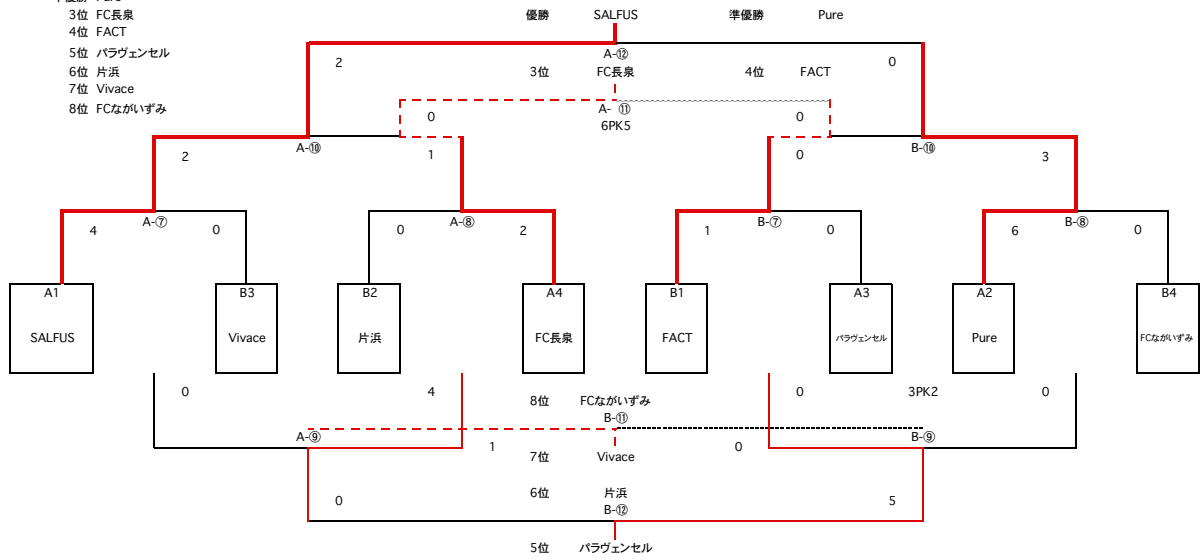 3位 FC長泉
4位 FACT
5位 パラヴェンセル
6位 片浜
7位 Vivace
8位 FCながいずみ
優勝 SALFUS 準優勝 Pure
A-⑫
2 0
3位 FC長泉 4位 FACT
A- ⑪
0 0
6PK5
A-⑩ B-⑩
2 1 0 3
A-⑦ A-⑧ B-⑦ B-⑧
4 0 0 2 1 0 6 0
A1 B3 B2 A4 B1 A3 A2 B4
SALFUS Vivace 片浜 FC長泉 FACT パラヴェンセル Pure FCながいずみ
0 4 0 3PK2 0
8位 FCながいずみ
B-⑪
A-⑨ B-⑨
1 0
7位 Vivace
6位 片浜
0 5
B-⑫
5位 パラヴェンセル